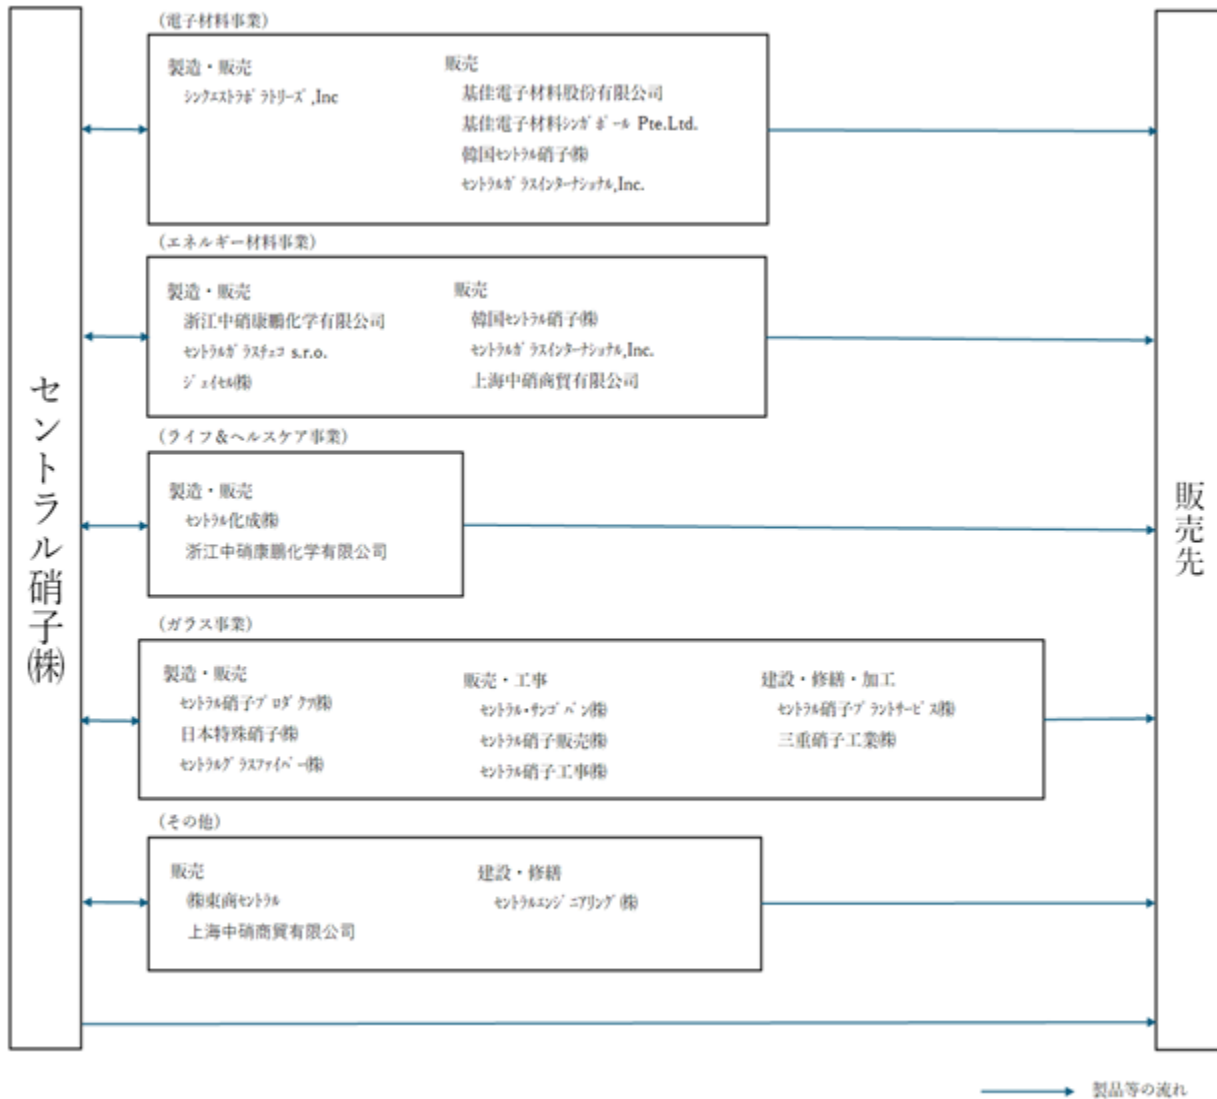 セントラル硝子㈱
(電子材料事業)
製造・販売
ｼﾝｸｴｽﾄﾗﾎﾞﾗﾄﾘｰｽﾞ,Inc
販売
基佳電子材料股份有限公司
基佳電子材料ｼﾝｶﾞﾎﾟｰﾙ Pte.Ltd.
韓国ｾﾝﾄﾗﾙ硝子㈱
ｾﾝﾄﾗﾙｶﾞﾗｽｲﾝﾀｰﾅｼｮﾅﾙ,Inc.
(エネルギー材料事業)
製造・販売
浙江中硝康鵬化学有限公司
ｾﾝﾄﾗﾙｶﾞﾗｽﾁｪｺ s.r.o.
ｼﾞｪｲｾﾙ㈱
販売
韓国ｾﾝﾄﾗﾙ硝子㈱
ｾﾝﾄﾗﾙｶﾞﾗｽｲﾝﾀｰﾅｼｮﾅﾙ,Inc.
上海中硝商貿有限公司
(ライフ＆ヘルスケア事業)
製造・販売
ｾﾝﾄﾗﾙ化成㈱
浙江中硝康鵬化学有限公司
(ガラス事業)
製造・販売
ｾﾝﾄﾗﾙ硝子ﾌﾟﾛﾀﾞｸﾂ㈱
日本特殊硝子㈱
ｾﾝﾄﾗﾙｸﾞﾗｽﾌｧｲﾊﾞｰ㈱
販売・工事
ｾﾝﾄﾗﾙ･ｻﾝｺﾞﾊﾞﾝ㈱
ｾﾝﾄﾗﾙ硝子販売㈱
ｾﾝﾄﾗﾙ硝子工事㈱
建設・修繕・加工
ｾﾝﾄﾗﾙ硝子ﾌﾟﾗﾝﾄｻｰﾋﾞｽ㈱
三重硝子工業㈱
(その他)
販売
㈱東商ｾﾝﾄﾗﾙ
上海中硝商貿有限公司
建設・修繕
ｾﾝﾄﾗﾙｴﾝｼﾞﾆｱﾘﾝｸﾞ㈱
販売先
製品等の流れ